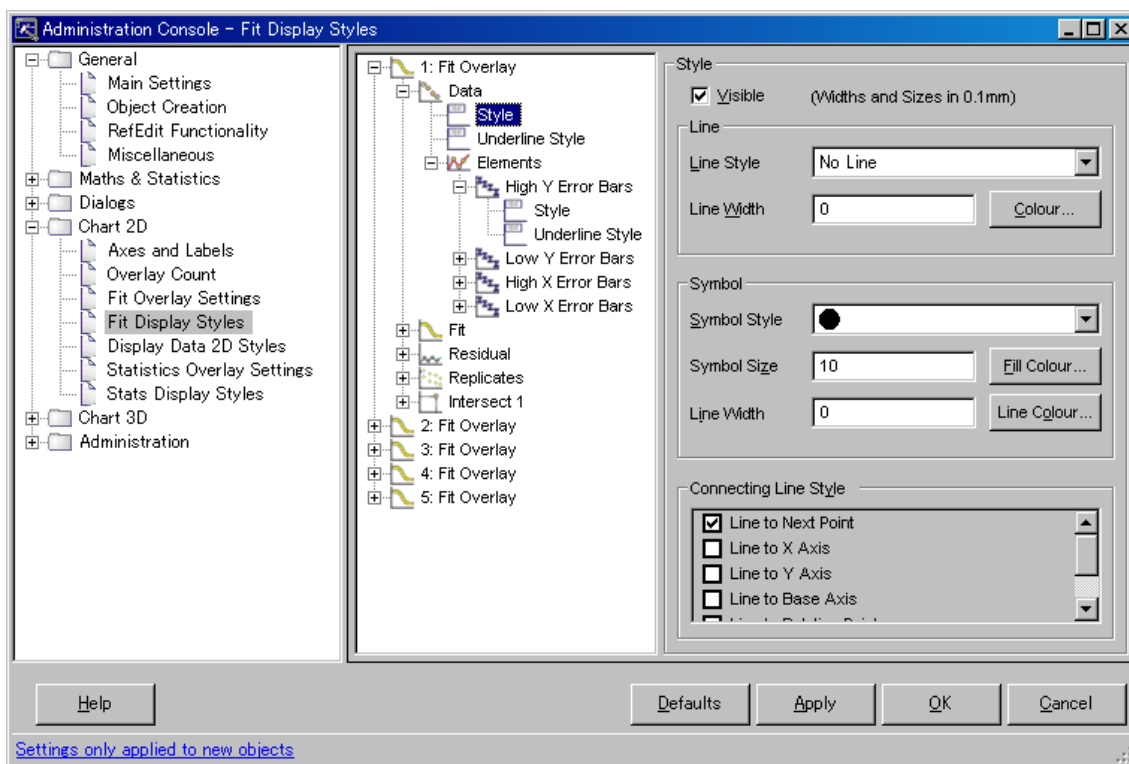 Administration Console - Fit Display Styles
General
Main Settings
Object Creation
RefEdit Functionality
Miscellaneous
Maths & Statistics
Dialogs
Chart 2D
Axes and Labels
Overlay Count
Fit Overlay Settings
Fit Display Styles
Display Data 2D Styles
Statistics Overlay Settings
Stats Display Styles
Chart 3D
Administration
1: Fit Overlay
Data
Style
Underline Style
Elements
High Y Error Bars
Style
Underline Style
Low Y Error Bars
High X Error Bars
Low X Error Bars
Fit
Residual
Replicates
Intersect 1
2: Fit Overlay
3: Fit Overlay
4: Fit Overlay
5: Fit Overlay
Style
Visible (Widths and Sizes in 0.1mm)
Line
Line Style No Line
Line Width 0 Colour...
Symbol
Symbol Style
Symbol Size 10 Fill Colour...
Line Width 0 Line Colour...
Connecting Line Style
Line to Next Point
Line to X Axis
Line to Y Axis
Line to Base Axis
Help Defaults Apply OK Cancel
Settings only applied to new objects